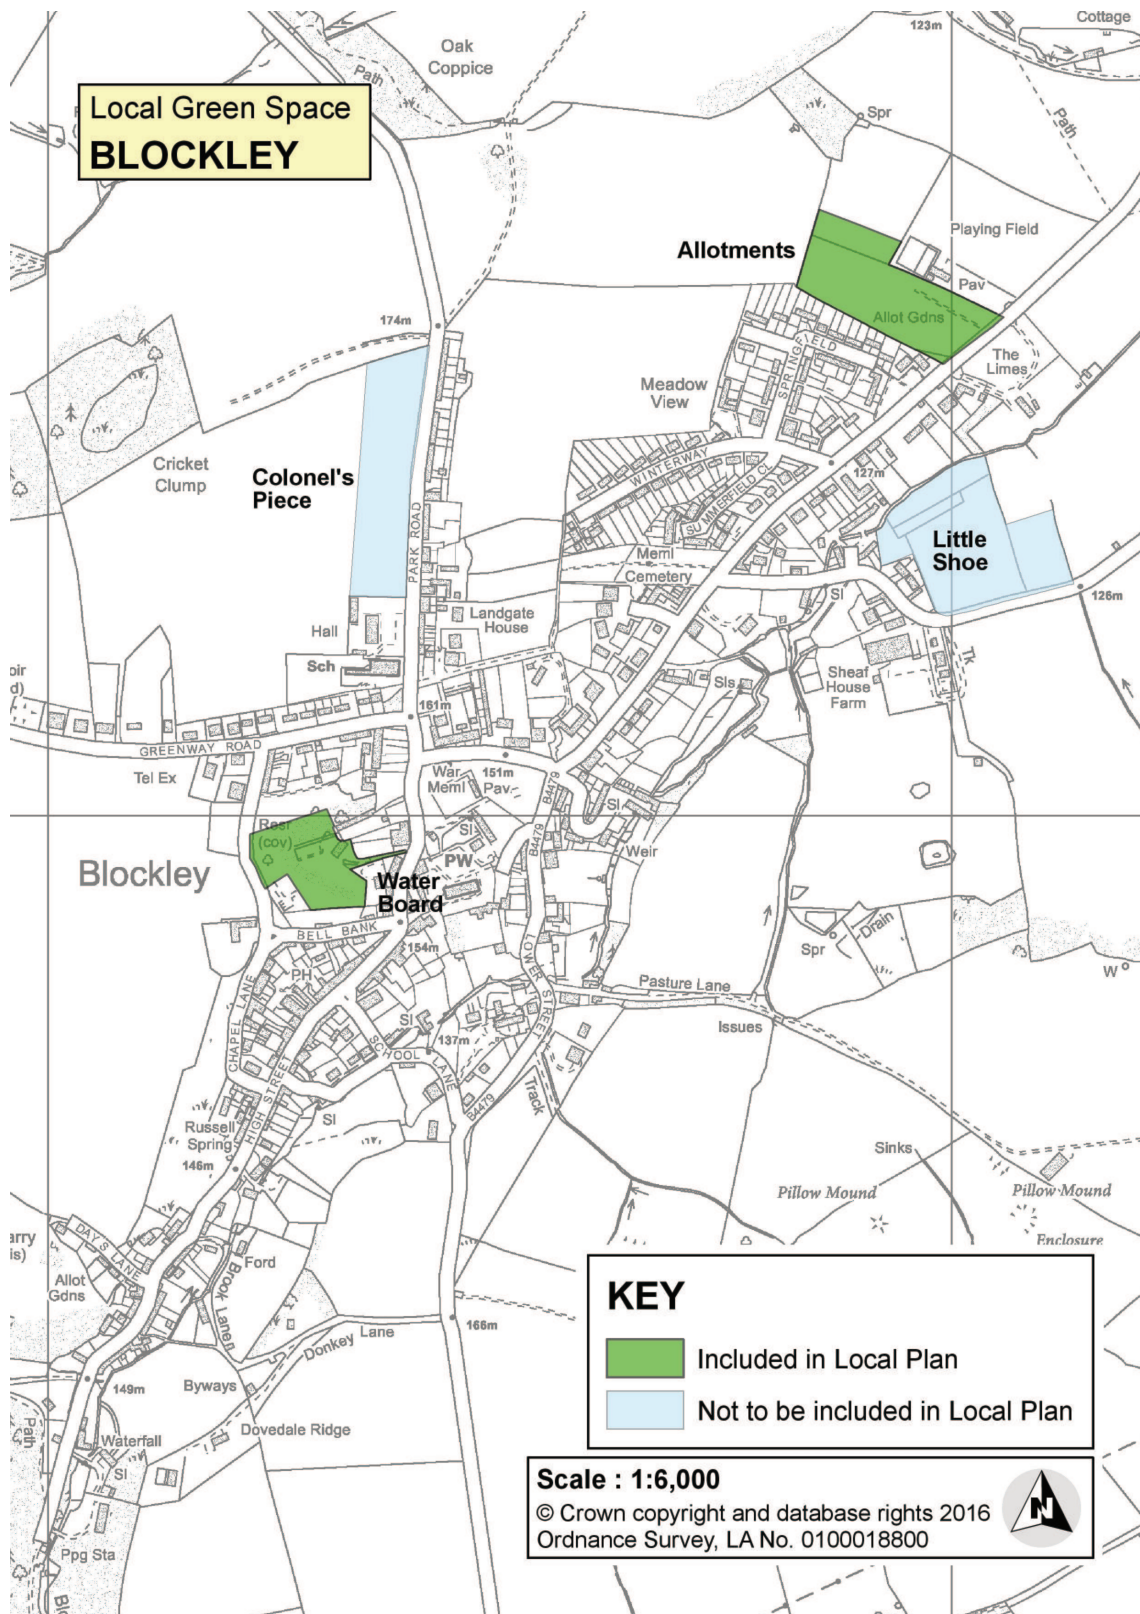 Cottage
123m
Oak
Coppice
Path
Local Green Space
BLOCKLEY
Spr
Path
Playing Field
Allotments
Pav
Allot Gdns
174m
SPRINGFIELD
The
Limes
Meadow
View
Cricket
Clump
Colonel's
Piece
WINTERWAY
127m
SUMMERFIELD CL
PARK ROAD
Little
Shoe
Meml
Cemetery
Sl
126m
Landgate
House
Hall
Sch
Sls
Sheaf
House
Farm
Tk
161m
GREENWAY ROAD
Tel Ex
War
Meml
151m
Pav
B4479
Sl
Resr
(cov)
Sl
B4479
PW
Weir
Blockley
Water
Board
BELL BANK
154m
Spr
Drain
W
PH
LOWER STREET
Pasture Lane
Issues
CHAPEL LANE
Sl
137m
SCHOOL LANE
HIGH STREET
B4479
Track
Russell
Spring
Sl
146m
Sinks
Pillow Mound
Pillow Mound
Enclosure
DAYS LANE
Allot
Gdns
Ford
Brook Lane
166m
Donkey Lane
149m
Byways
Path
Waterfall
Dovedale Ridge
Sl
Ppg Sta
KEY
Included in Local Plan
Not to be included in Local Plan
Scale : 1:6,000
© Crown copyright and database rights 2016
Ordnance Survey, LA No. 0100018800
N